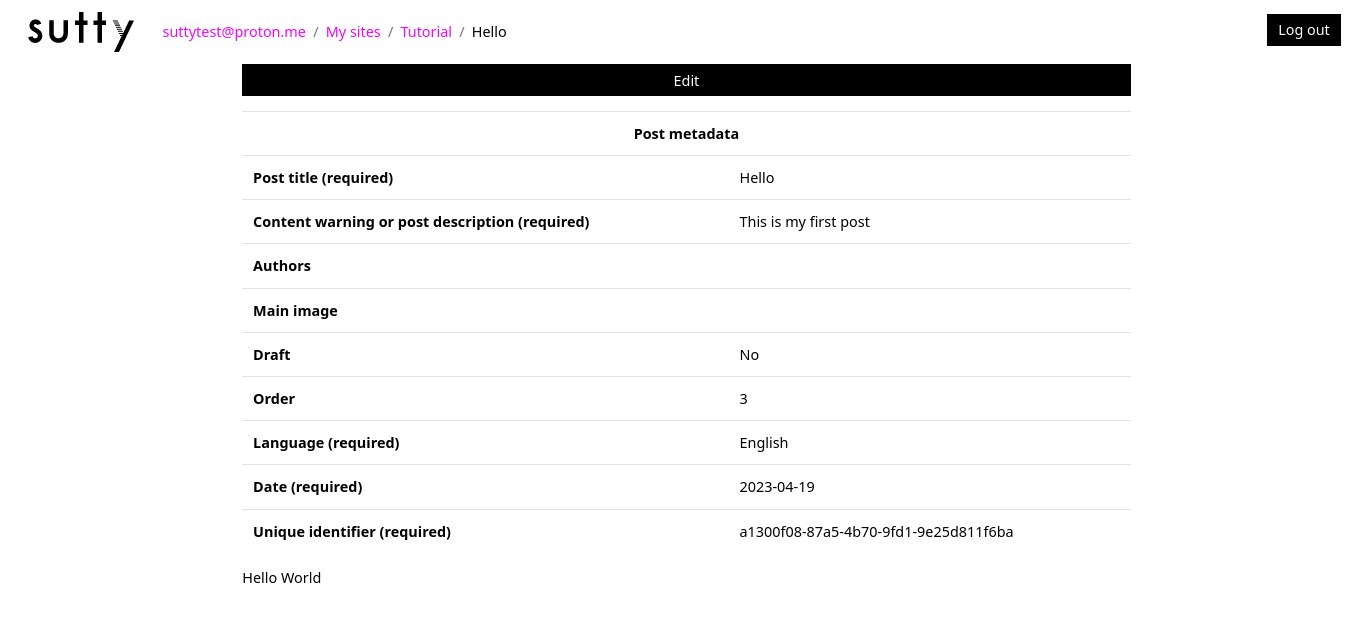 sutty suttytest@proton.me / My sites / Tutorial / Hello Log out
Edit
Post metadata
Post title (required) Hello
Content warning or post description (required) This is my first post
Authors
Main image
Draft No
Order 3
Language (required) English
Date (required) 2023-04-19
Unique identifier (required) a1300f08-87a5-4b70-9fd1-9e25d811f6ba
Hello World